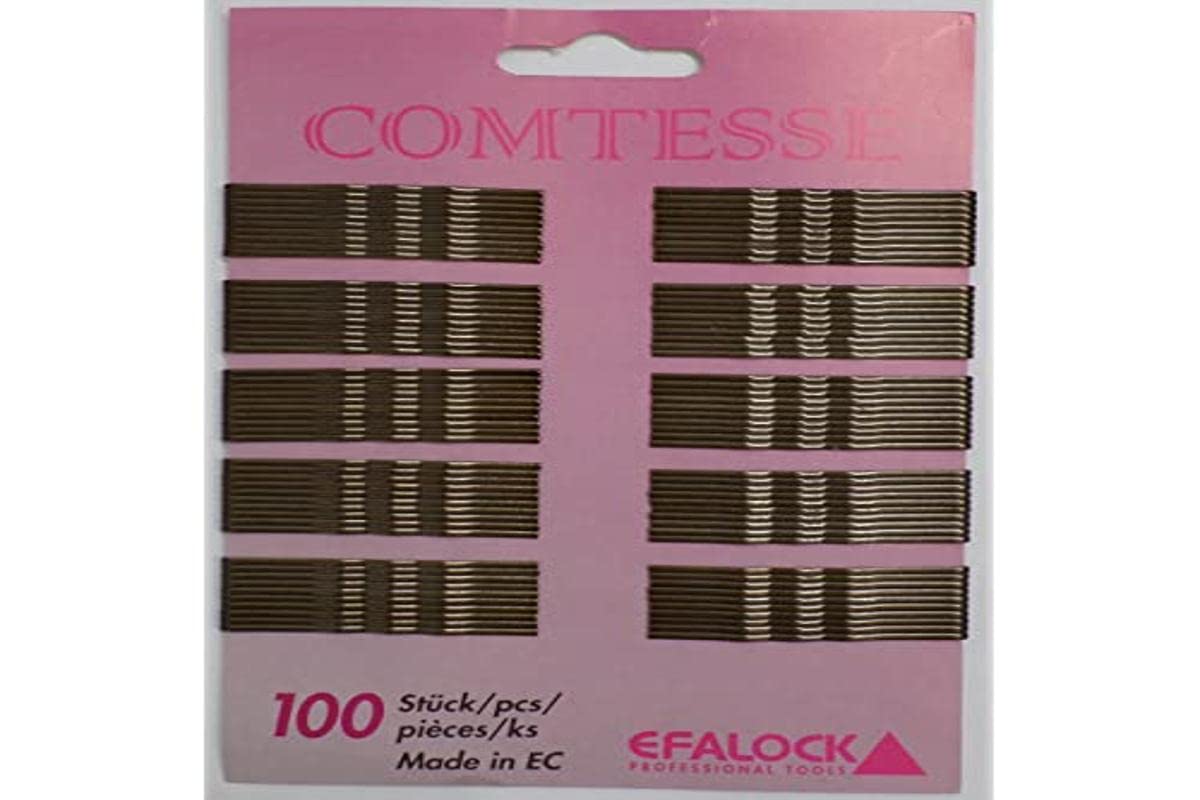 COMTESSE
100
Stück/pcs/
pièces/ks
Made in EC
EFALOCK
PROFESSIONAL TOOLS